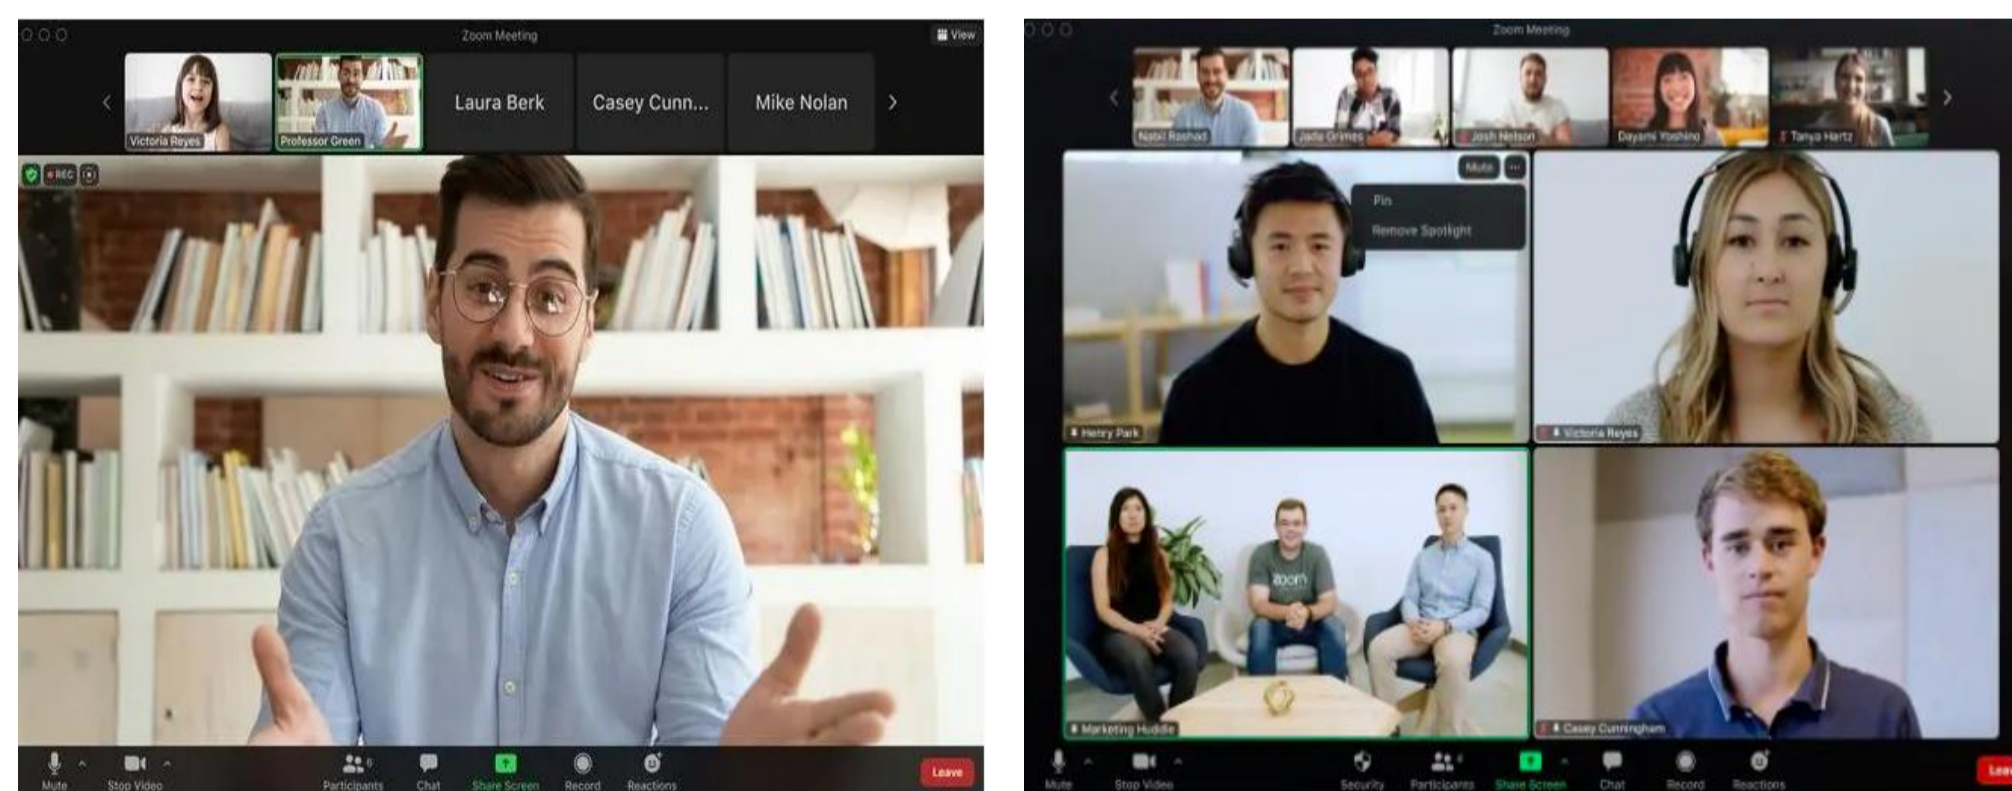 Zoom Meeting
View
Laura Berk
Casey Cunn...
Mike Nolan
Victoria Reyes
Professor Green
REC
6
Mute
Stop Video
Participants
Chat
Share Screen
Record
Reactions
Leave
Zoom Meeting
Nabil Rashad
Jada Grimes
Josh Nelson
Dayami Yoshino
Tanya Hartz
Mute
Pin
Remove Spotlight
Henry Park
Victoria Reyes
zoom
Marketing Huddle
Casey Cunningham
Mute
Stop Video
Security
Participants
Share Screen
Chat
Record
Reactions